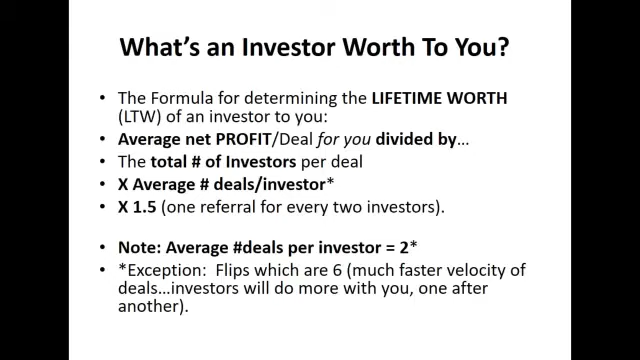 What's an Investor Worth To You?
• The Formula for determining the LIFETIME WORTH
(LTW) of an investor to you:
• Average net PROFIT/Deal for you divided by…
• The total # of Investors per deal
• X Average # deals/investor*
• X 1.5 (one referral for every two investors).
• Note: Average #deals per investor = 2*
• *Exception: Flips which are 6 (much faster velocity of
deals…investors will do more with you, one after
another).